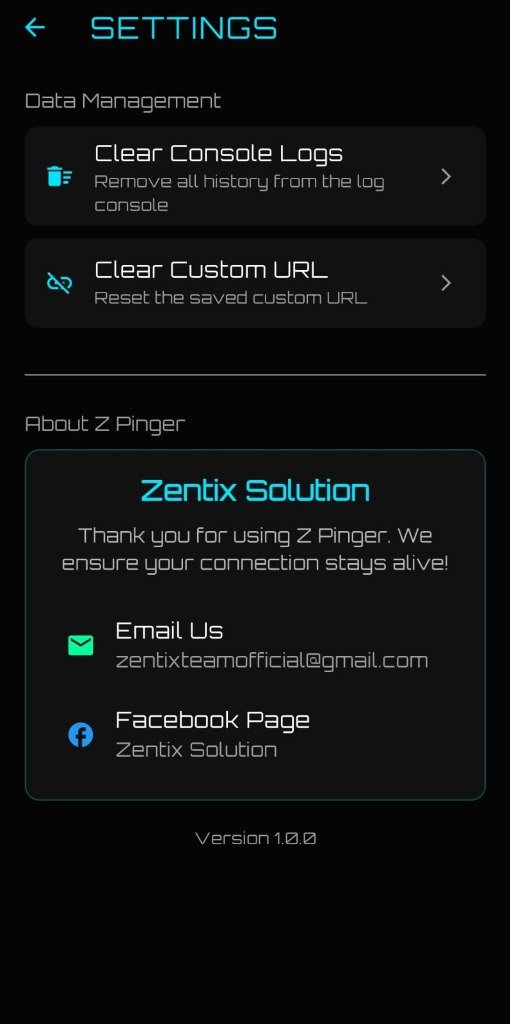 SETTINGS
Data Management
Clear Console Logs
Remove all history from the log
console
Clear Custom URL
Reset the saved custom URL
About Z Pinger
Zentix Solution
Thank you for using Z Pinger. We
ensure your connection stays alive!
Email Us
zentixteamofficial@gmail.com
Facebook Page
Zentix Solution
Version 1.0.0